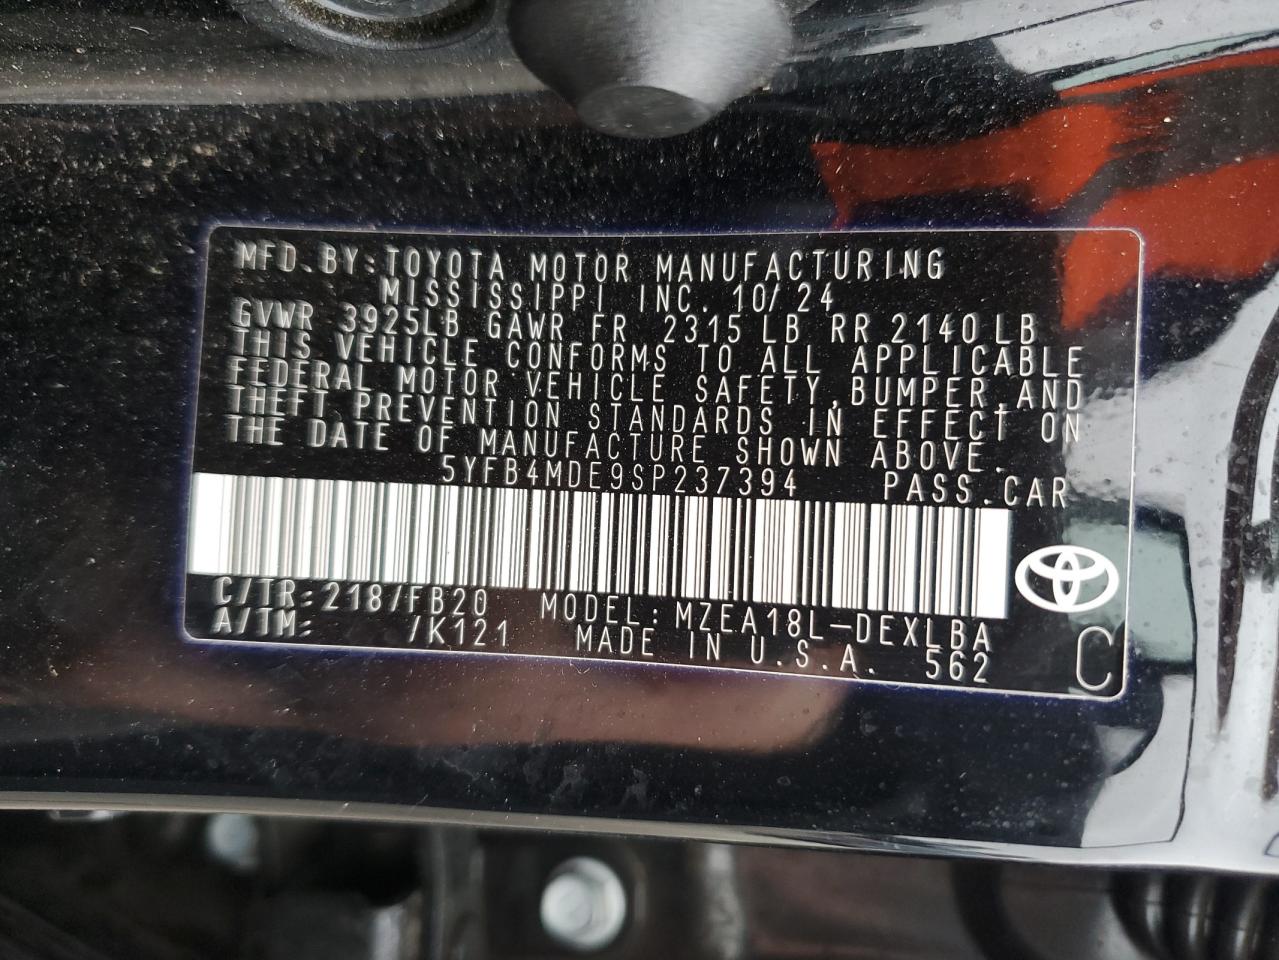 MFD. BY: TOYOTA MOTOR MANUFACTURING
MISSISSIPPI INC. 10/24
GVWR 3925LB GAWR FR 2315 LB RR 2140 LB
THIS VEHICLE CONFORMS TO ALL APPLICABLE
FEDERAL MOTOR VEHICLE SAFETY, BUMPER, AND
THEFT PREVENTION STANDARDS IN EFFECT ON
THE DATE OF MANUFACTURE SHOWN ABOVE.
5YFB4MDE9SP237394 PASS. CAR
C/TR: 218/FB20 MODEL: MZEA18L-DEXLBA
A/TM: /K121 MADE IN U.S.A. 562
C